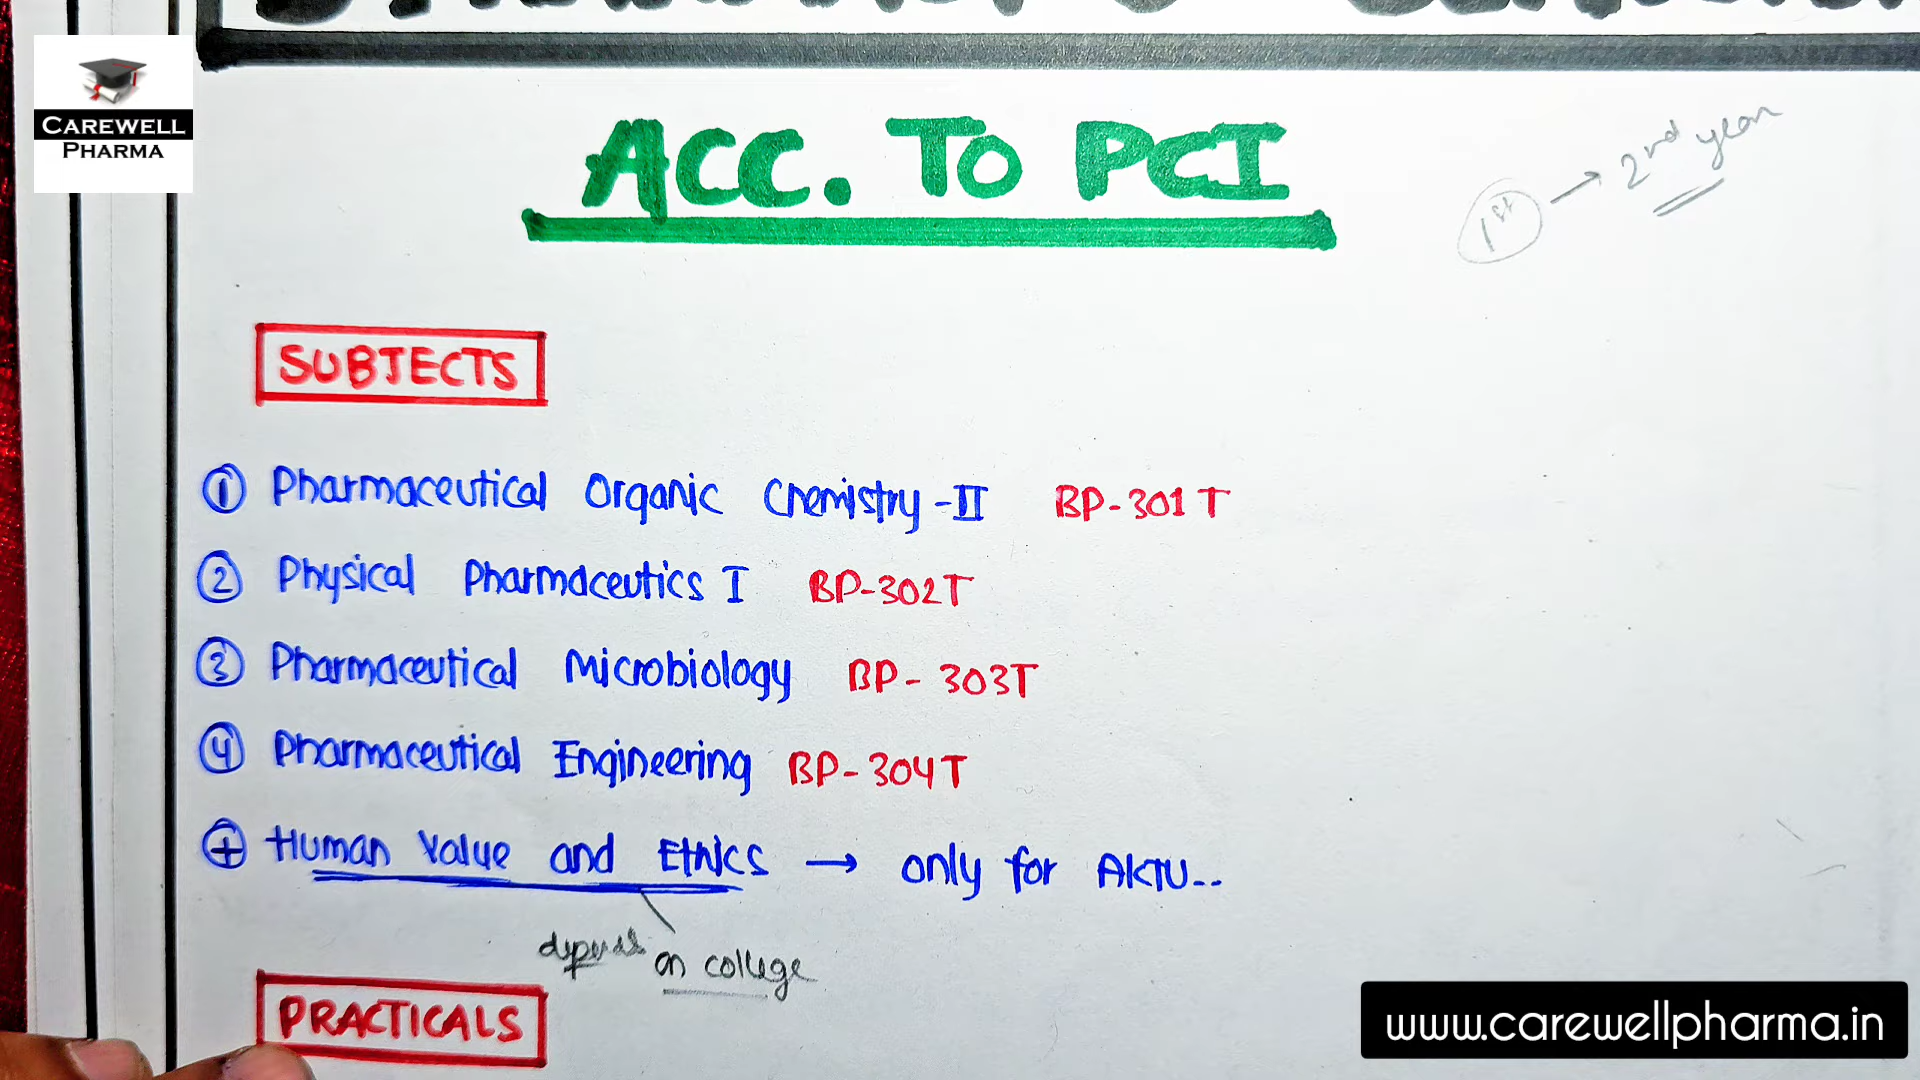 CAREWELL
PHARMA
ACC. TO PCI
1st → 2nd year
SUBJECTS
① Pharmaceutical Organic Chemistry -II BP-301T
② Physical Pharmaceutics I BP-302T
③ Pharmaceutical Microbiology BP- 303T
④ Pharmaceutical Engineering BP-304T
⊕ Human Value and Ethics → only for AKTU..
depends on college
PRACTICALS
www.carewellpharma.in